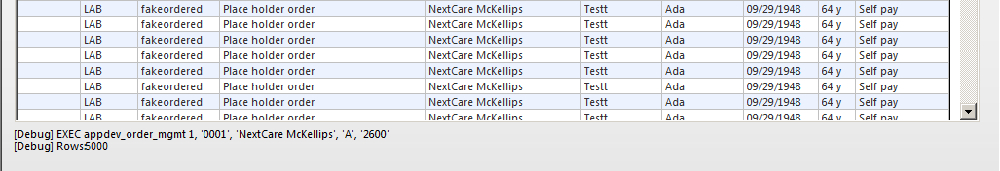 LAB fakeordered Place holder order NextCare McKellips Testt Ada 09/29/1948 64 y Self pay
LAB fakeordered Place holder order NextCare McKellips Testt Ada 09/29/1948 64 y Self pay
LAB fakeordered Place holder order NextCare McKellips Testt Ada 09/29/1948 64 y Self pay
LAB fakeordered Place holder order NextCare McKellips Testt Ada 09/29/1948 64 y Self pay
LAB fakeordered Place holder order NextCare McKellips Testt Ada 09/29/1948 64 y Self pay
LAB fakeordered Place holder order NextCare McKellips Testt Ada 09/29/1948 64 y Self pay
LAB fakeordered Place holder order NextCare McKellips Testt Ada 09/29/1948 64 y Self pay
LAB fakeordered Place holder order NextCare McKellips Testt Ada 09/29/1948 64 y Self pay
[Debug] EXEC appdev_order_mgmt 1, '0001', 'NextCare McKellips', 'A', '2600'
[Debug] Rows:5000